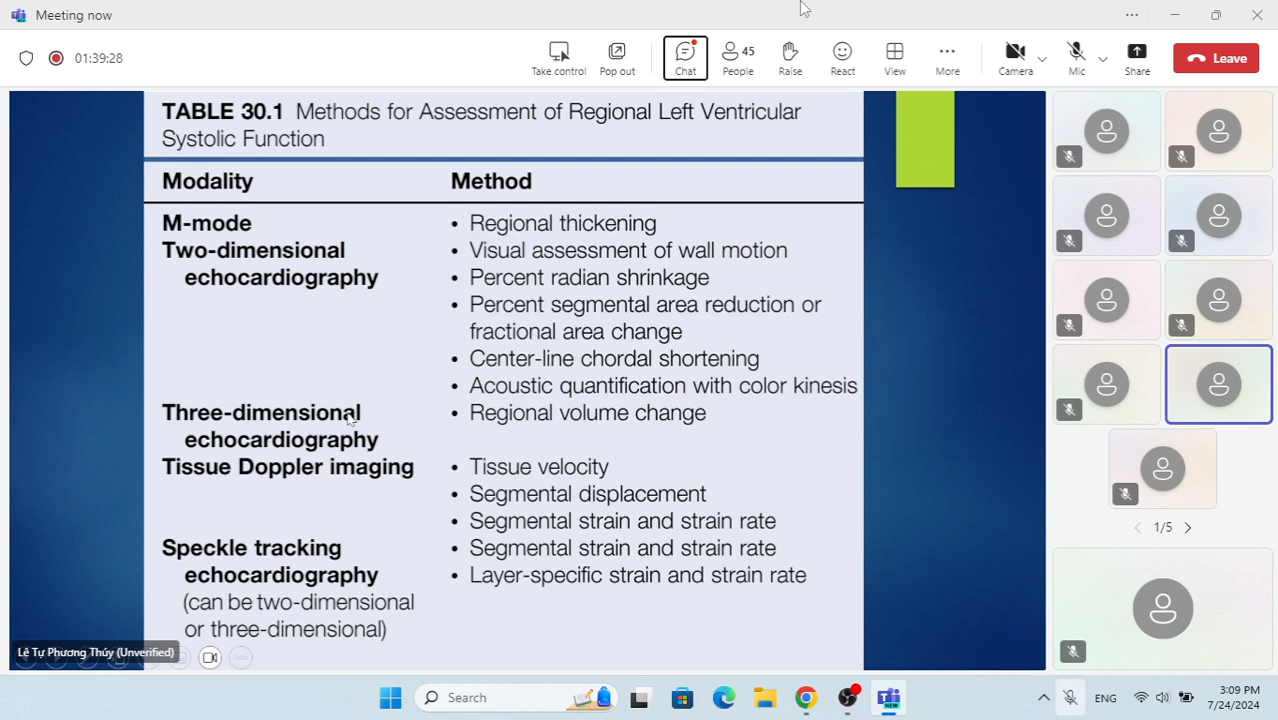 Meeting now
01:39:28
Take control
Pop out
Chat
45
People
Raise
React
View
More
Camera
Mic
Share
Leave
TABLE 30.1 Methods for Assessment of Regional Left Ventricular
Systolic Function
Modality Method
M-mode • Regional thickening
Two-dimensional • Visual assessment of wall motion
echocardiography • Percent radian shrinkage
• Percent segmental area reduction or
fractional area change
• Center-line chordal shortening
• Acoustic quantification with color kinesis
Three-dimensional • Regional volume change
echocardiography
Tissue Doppler imaging • Tissue velocity
• Segmental displacement
• Segmental strain and strain rate
Speckle tracking • Segmental strain and strain rate
echocardiography • Layer-specific strain and strain rate
(can be two-dimensional
or three-dimensional)
Lê Tự Phương Thúy (Unverified)
1/5
Search
NEW
ENG
3:09 PM
7/24/2024